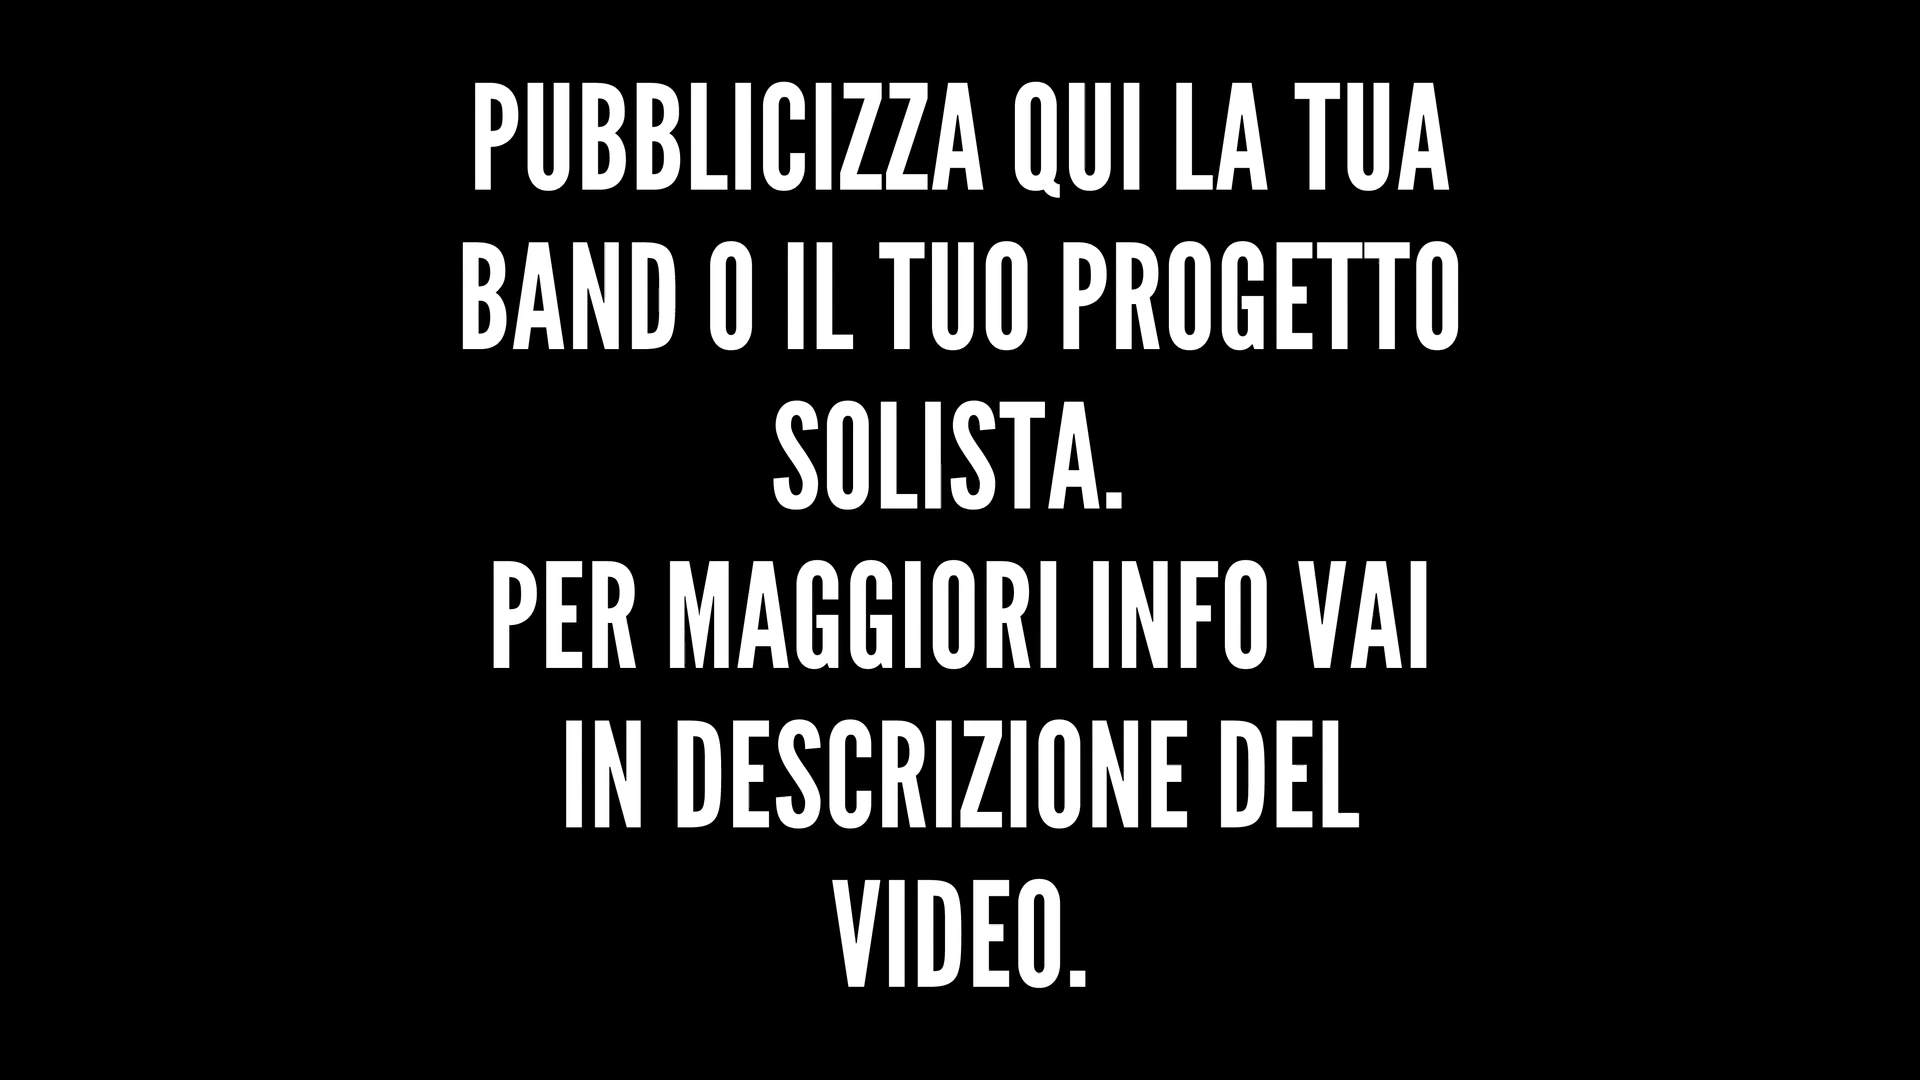 PUBBLICIZZA QUI LA TUA
BAND O IL TUO PROGETTO
SOLISTA.
PER MAGGIORI INFO VAI
IN DESCRIZIONE DEL
VIDEO.